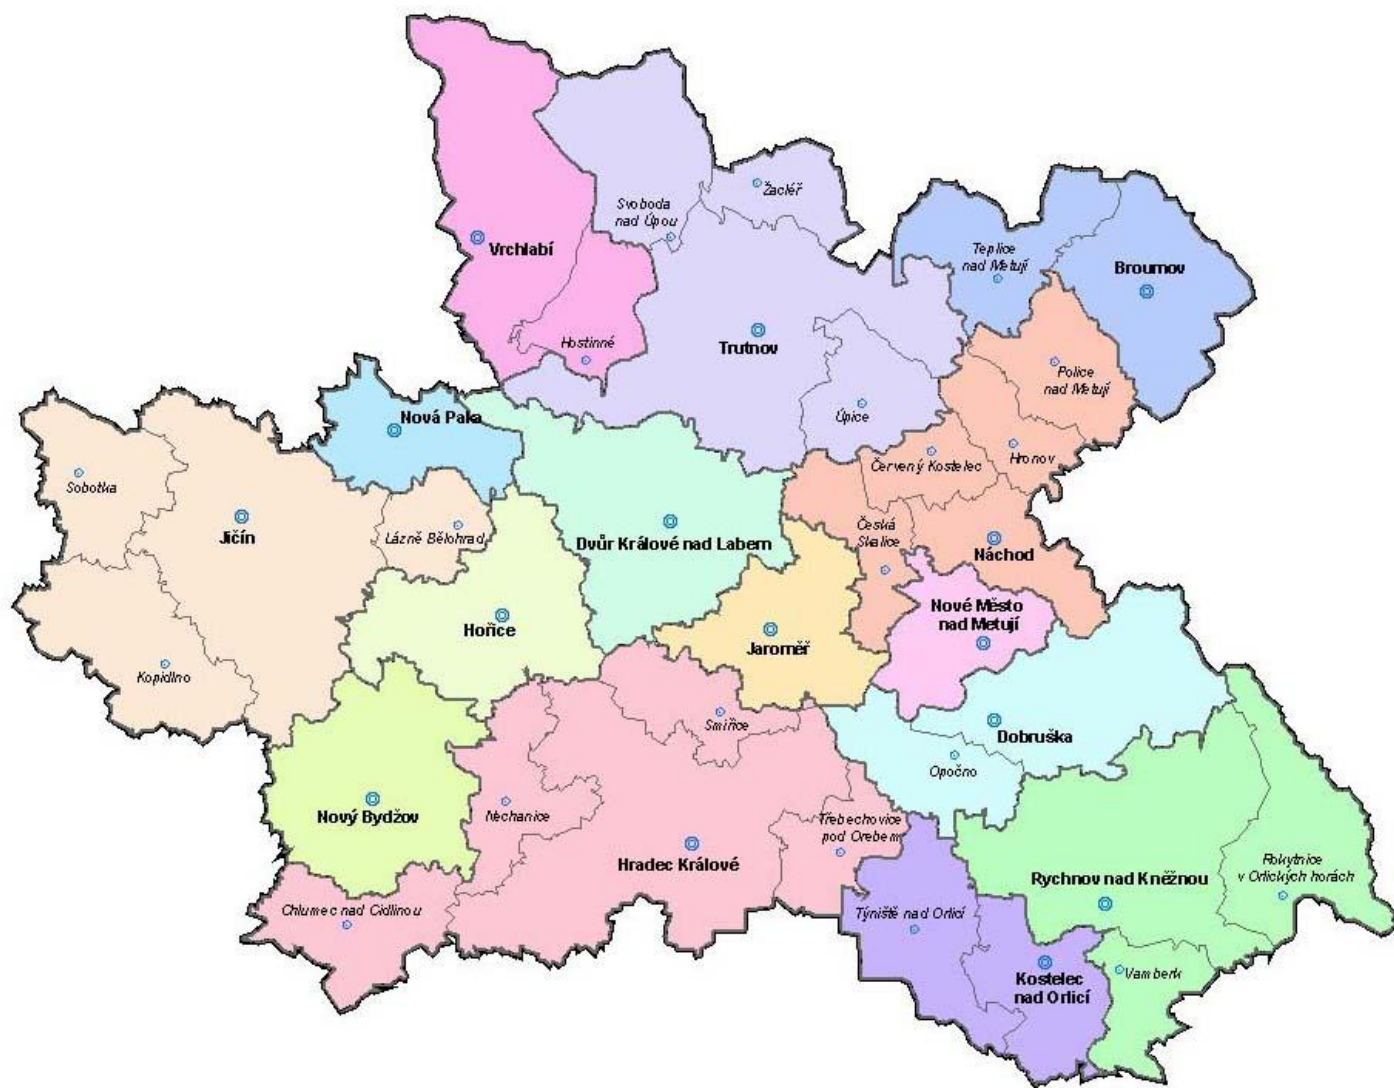 Žacléř
Svoboda
nad Úpou
Vrchlabí
Teplice
nad Metují
Broumov
Trutnov
Hostinné
Police
nad Metují
Úpice
Nová Paka
Hronov
Červený Kostelec
Sobotka
Jičín
Lázně Bělohrad
Česká
Skalice
Dvůr Králové nad Labem
Náchod
Nové Město
nad Metují
Hořice
Jaroměř
Kopidlno
Smiřice
Dobruška
Opočno
Nechanice
Nový Bydžov
Třebechovice
pod Orebem
Hradec Králové
Rokytnice
v Orlických horách
Rychnov nad Kněžnou
Chlumec nad Cidlinou
Týniště nad Orlicí
Vamberk
Kostelec
nad Orlicí